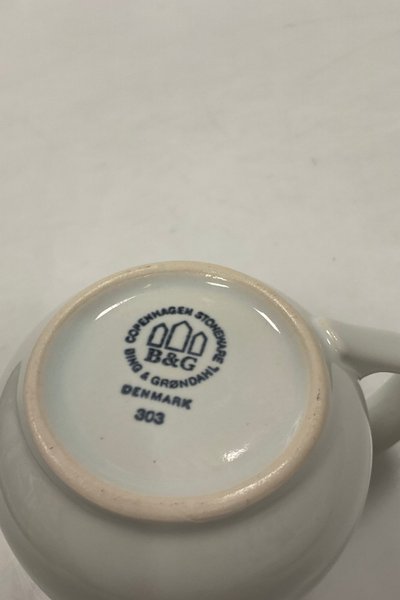 COPENHAGEN STONEWARE
B&G
BING & GRØNDAHL
DENMARK
303